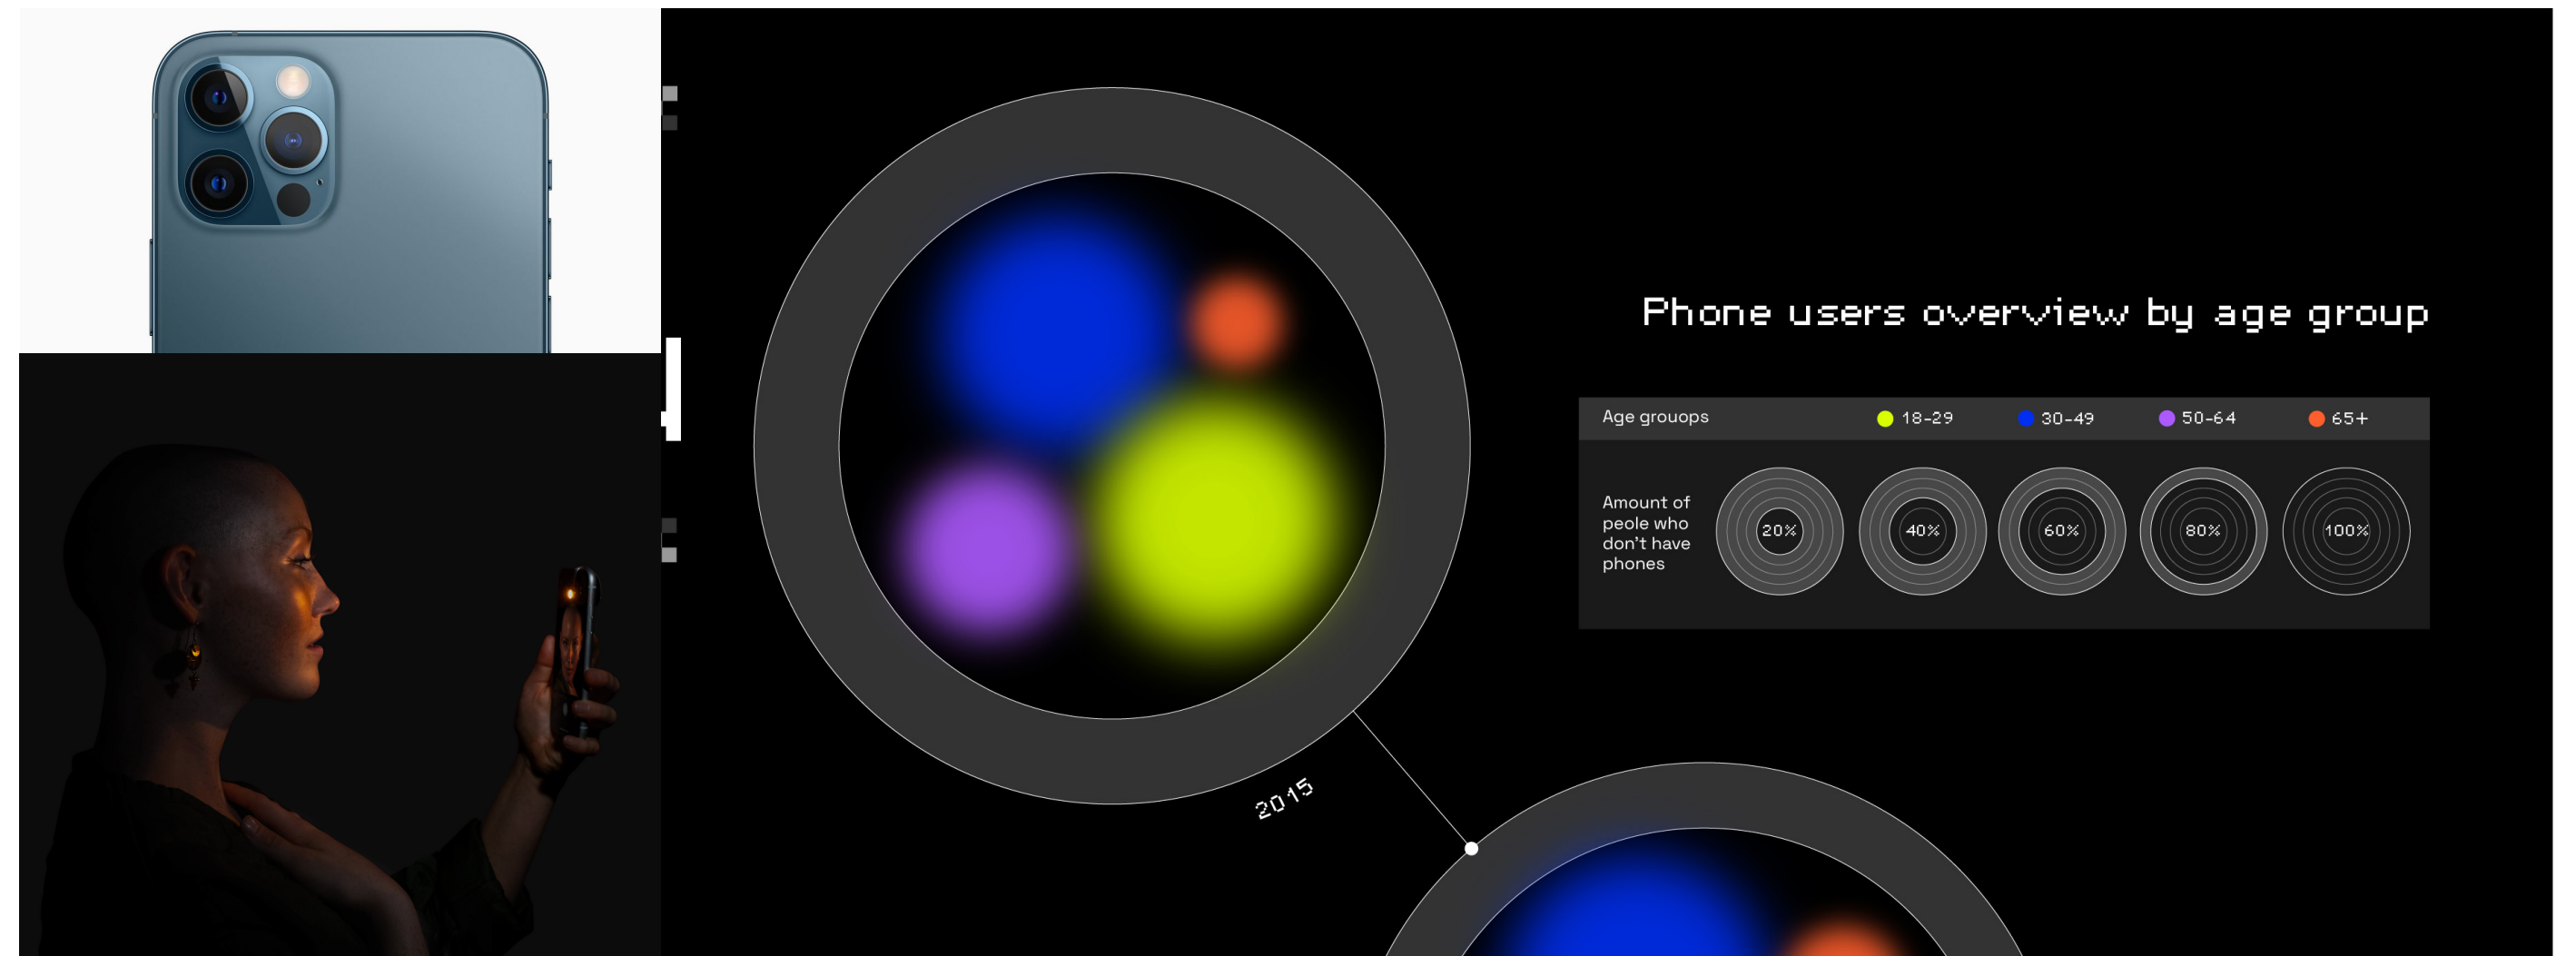 Phone users overview by age group
Age grouops
18-29
30-49
50-64
65+
Amount of
peole who
don't have
phones
20%
40%
60%
80%
100%
2015